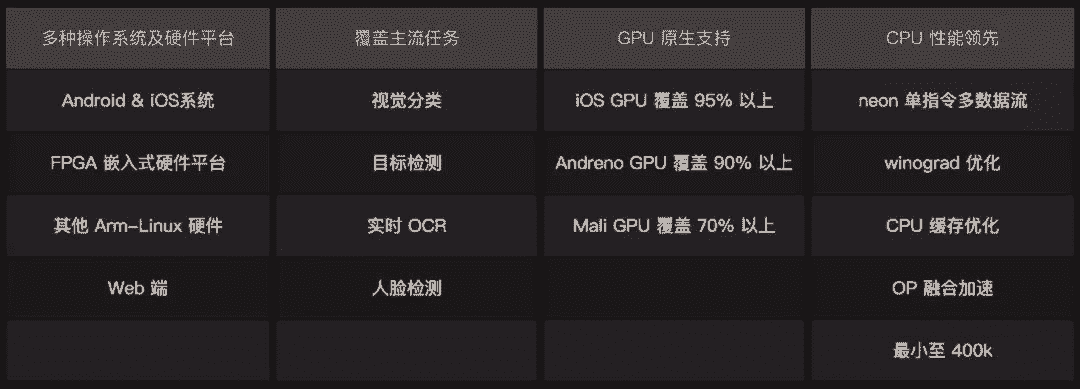 多种操作系统及硬件平台 覆盖主流任务 GPU 原生支持 CPU 性能领先
Android & iOS系统 视觉分类 iOS GPU 覆盖 95% 以上 neon 单指令多数据流
FPGA 嵌入式硬件平台 目标检测 Andreno GPU 覆盖 90% 以上 winograd 优化
其他 Arm-Linux 硬件 实时 OCR Mali GPU 覆盖 70% 以上 CPU 缓存优化
Web 端 人脸检测 OP 融合加速
最小至 400k